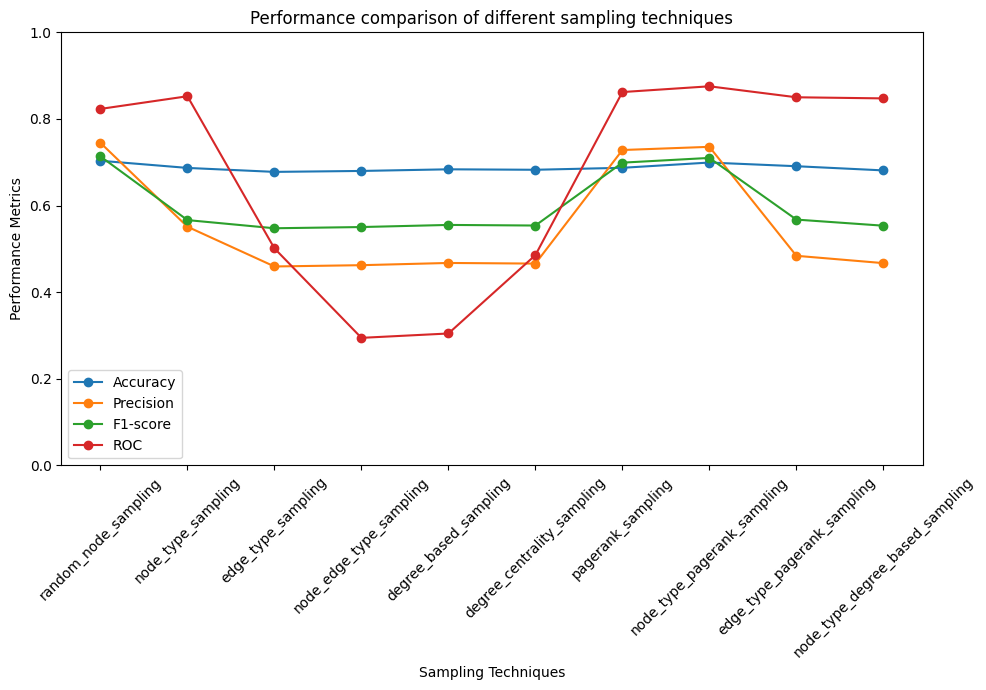 Performance comparison of different sampling techniques
1.0
0.8
0.6
0.4
0.2
0.0
Performance Metrics
Accuracy
Precision
F1-score
ROC
random_node_sampling
node_type_sampling
edge_type_sampling
node_edge_type_sampling
degree_based_sampling
degree_centrality_sampling
pagerank_sampling
node_type_pagerank_sampling
edge_type_pagerank_sampling
node_type_degree_based_sampling
Sampling Techniques